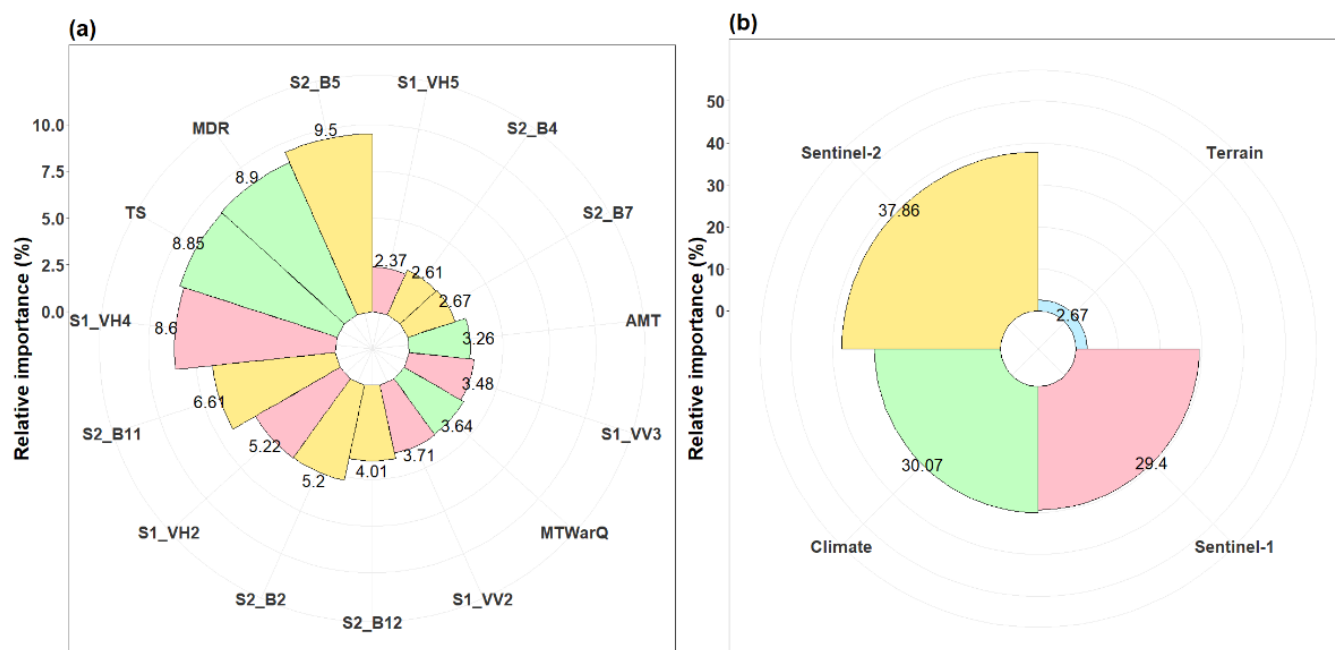 (a)
S2_B5
S1_VH5
MDR
S2_B4
TS
S2_B7
S1_VH4
AMT
S2_B11
S1_VV3
S1_VH2
MTWarQ
S2_B2
S1_VV2
S2_B12
9.5
8.9
8.85
8.6
6.61
5.22
5.2
4.01
3.71
3.64
3.48
3.26
2.67
2.61
2.37
10.0
7.5
5.0
2.5
0.0
Relative importance (%)
(b)
50
40
30
20
10
0
Relative importance (%)
Sentinel-2
Terrain
37.86
2.67
30.07
29.4
Climate
Sentinel-1